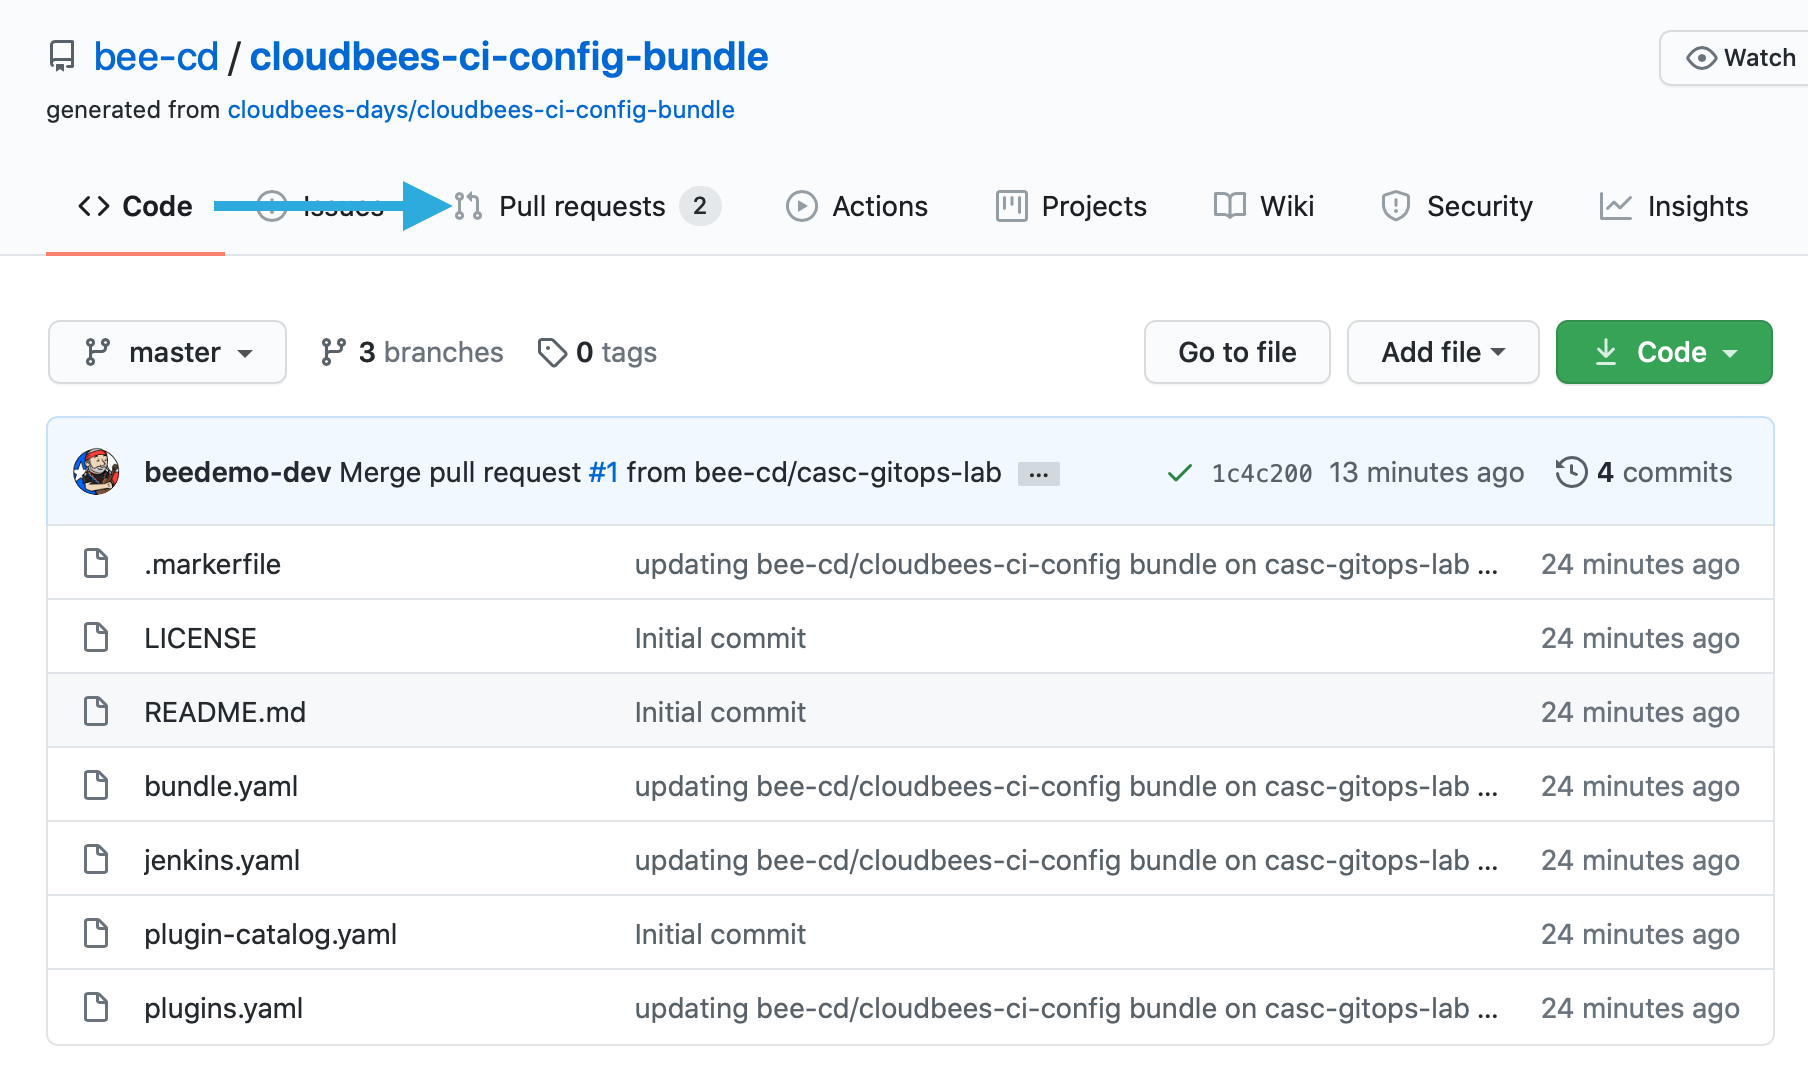 bee-cd / cloudbees-ci-config-bundle
Watch
generated from cloudbees-days/cloudbees-ci-config-bundle
Code Issues Pull requests 2 Actions Projects Wiki Security Insights
master 3 branches 0 tags Go to file Add file Code
beedemo-dev Merge pull request #1 from bee-cd/casc-gitops-lab ... 1c4c200 13 minutes ago 4 commits
.markerfile updating bee-cd/cloudbees-ci-config bundle on casc-gitops-lab ... 24 minutes ago
LICENSE Initial commit 24 minutes ago
README.md Initial commit 24 minutes ago
bundle.yaml updating bee-cd/cloudbees-ci-config bundle on casc-gitops-lab ... 24 minutes ago
jenkins.yaml updating bee-cd/cloudbees-ci-config bundle on casc-gitops-lab ... 24 minutes ago
plugin-catalog.yaml Initial commit 24 minutes ago
plugins.yaml updating bee-cd/cloudbees-ci-config bundle on casc-gitops-lab ... 24 minutes ago